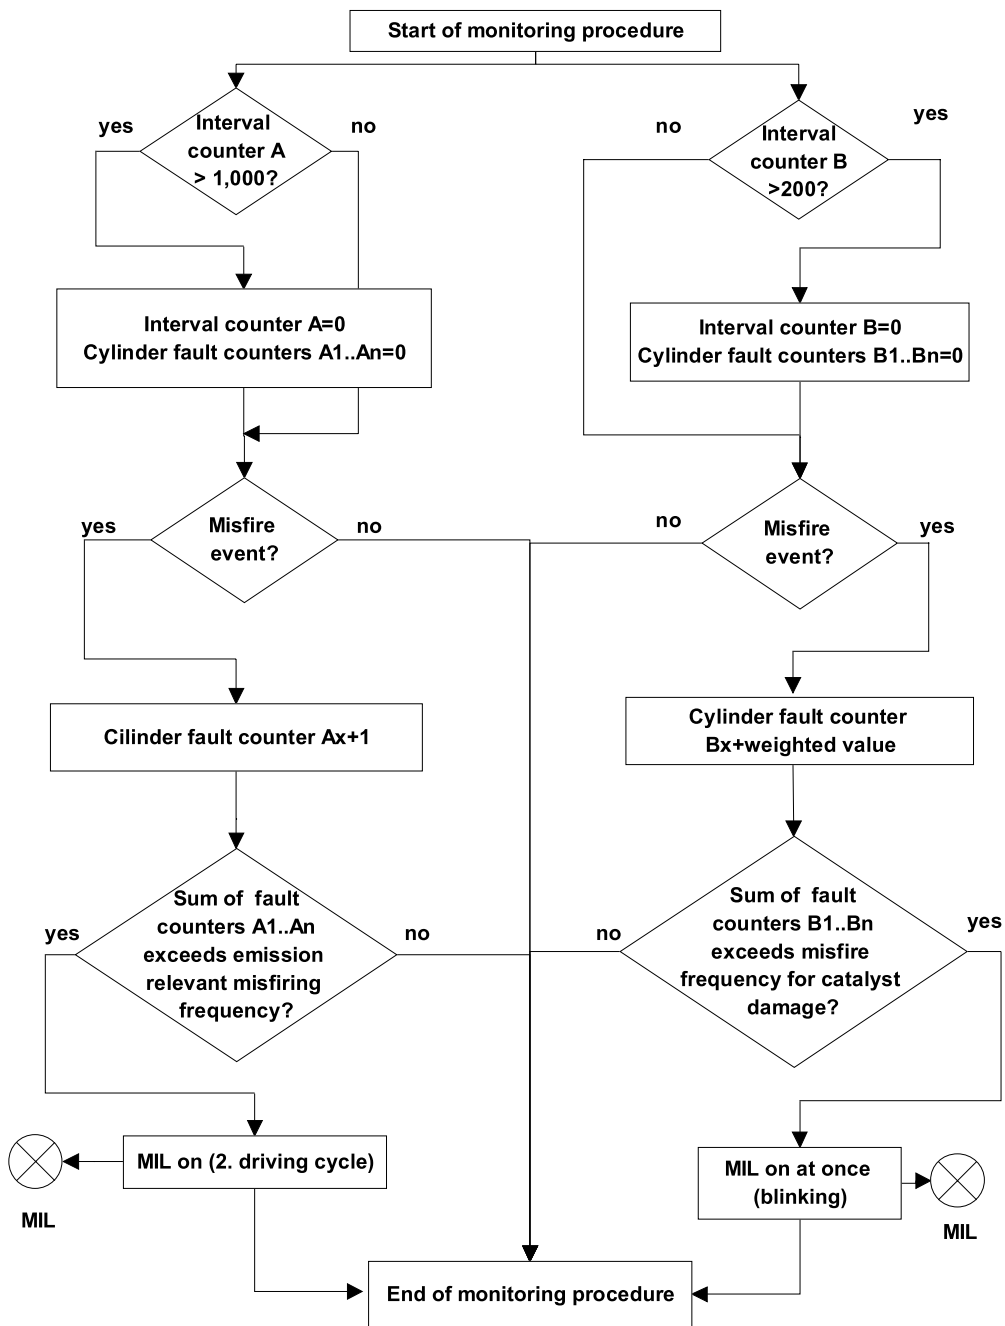 Start of monitoring procedure
yes
Interval
counter A
> 1,000?
no
no
Interval
counter B
>200?
yes
Interval counter A=0
Cylinder fault counters A1..An=0
Interval counter B=0
Cylinder fault counters B1..Bn=0
yes
Misfire
event?
no
no
Misfire
event?
yes
Cilinder fault counter Ax+1
Cylinder fault counter
Bx+weighted value
yes
Sum of fault
counters A1..An
exceeds emission
relevant misfiring
frequency?
no
no
Sum of fault
counters B1..Bn
exceeds misfire
frequency for catalyst
damage?
yes
MIL on (2. driving cycle)
MIL
MIL on at once
(blinking)
MIL
End of monitoring procedure